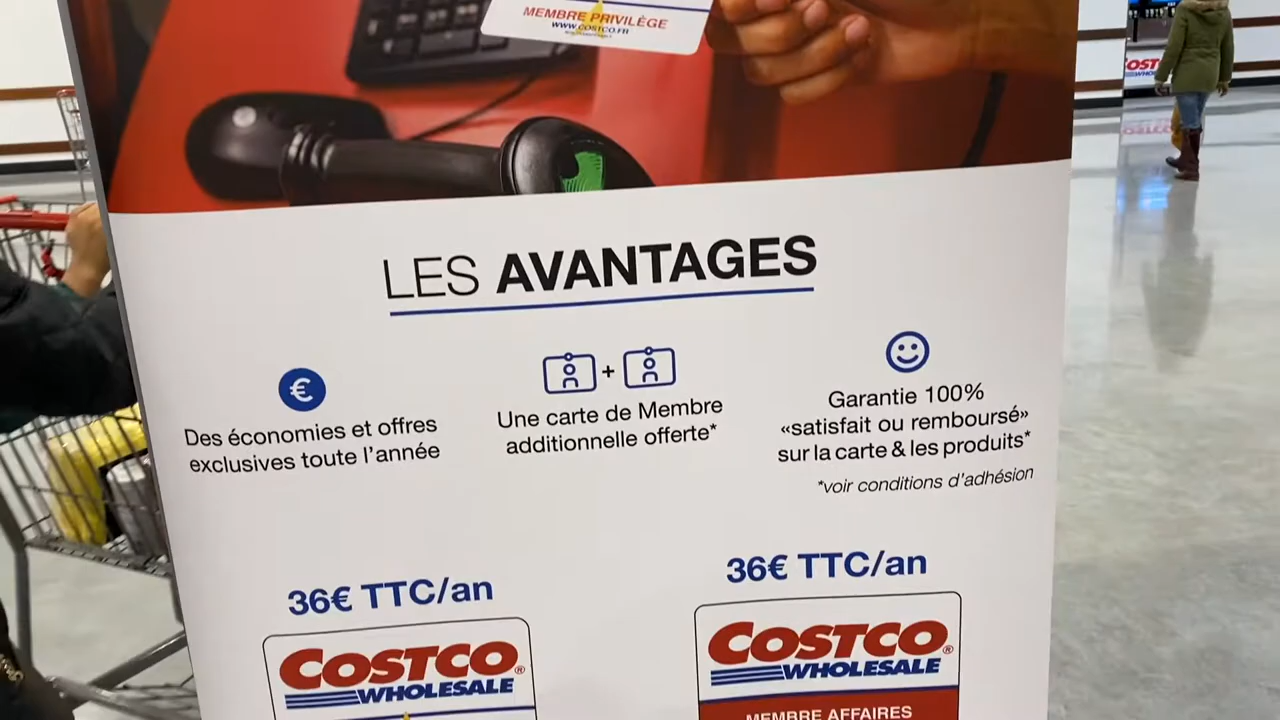 MEMBRE PRIVILÈGE
WWW.COSTCO.FR
COSTCO
WHOLESALE
LES AVANTAGES
€
+
Des économies et offres
exclusives toute l'année
Une carte de Membre
additionnelle offerte*
Garantie 100%
«satisfait ou remboursé»
sur la carte & les produits*
*voir conditions d'adhésion
36€ TTC/an
36€ TTC/an
COSTCO®
WHOLESALE
COSTCO®
WHOLESALE
MEMBRE AFFAIRES